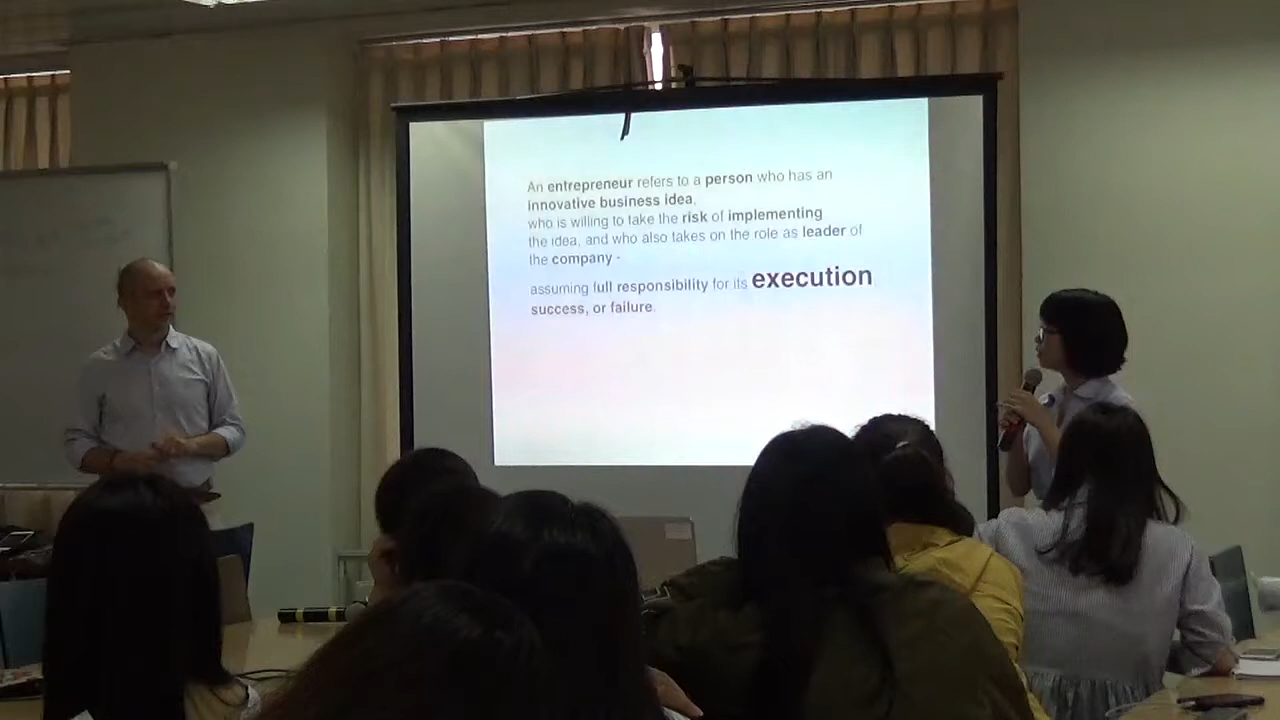 An entrepreneur refers to a person who has an
innovative business idea,
who is willing to take the risk of implementing
the idea, and who also takes on the role as leader of
the company -
assuming full responsibility for its execution
success, or failure.